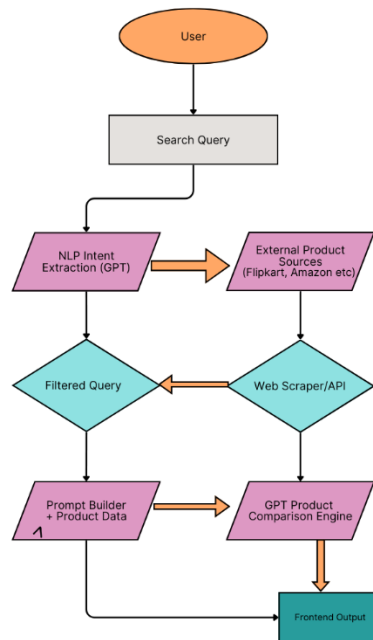 User
Search Query
NLP Intent
Extraction (GPT)
External Product
Sources
(Flipkart, Amazon etc)
Filtered Query
Web Scraper/API
Prompt Builder
+ Product Data
GPT Product
Comparison Engine
Frontend Output